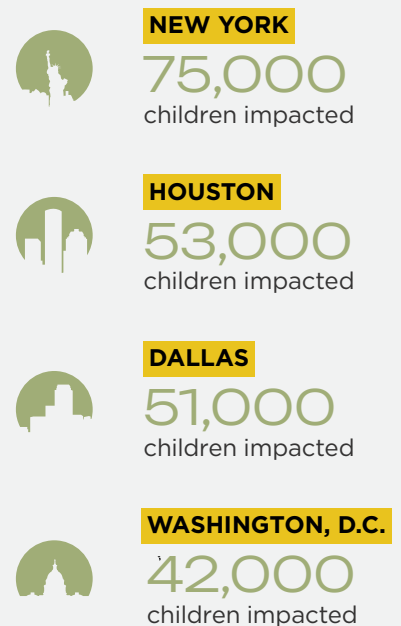 NEW YORK
75,000
children impacted
HOUSTON
53,000
children impacted
DALLAS
51,000
children impacted
WASHINGTON, D.C.
42,000
children impacted